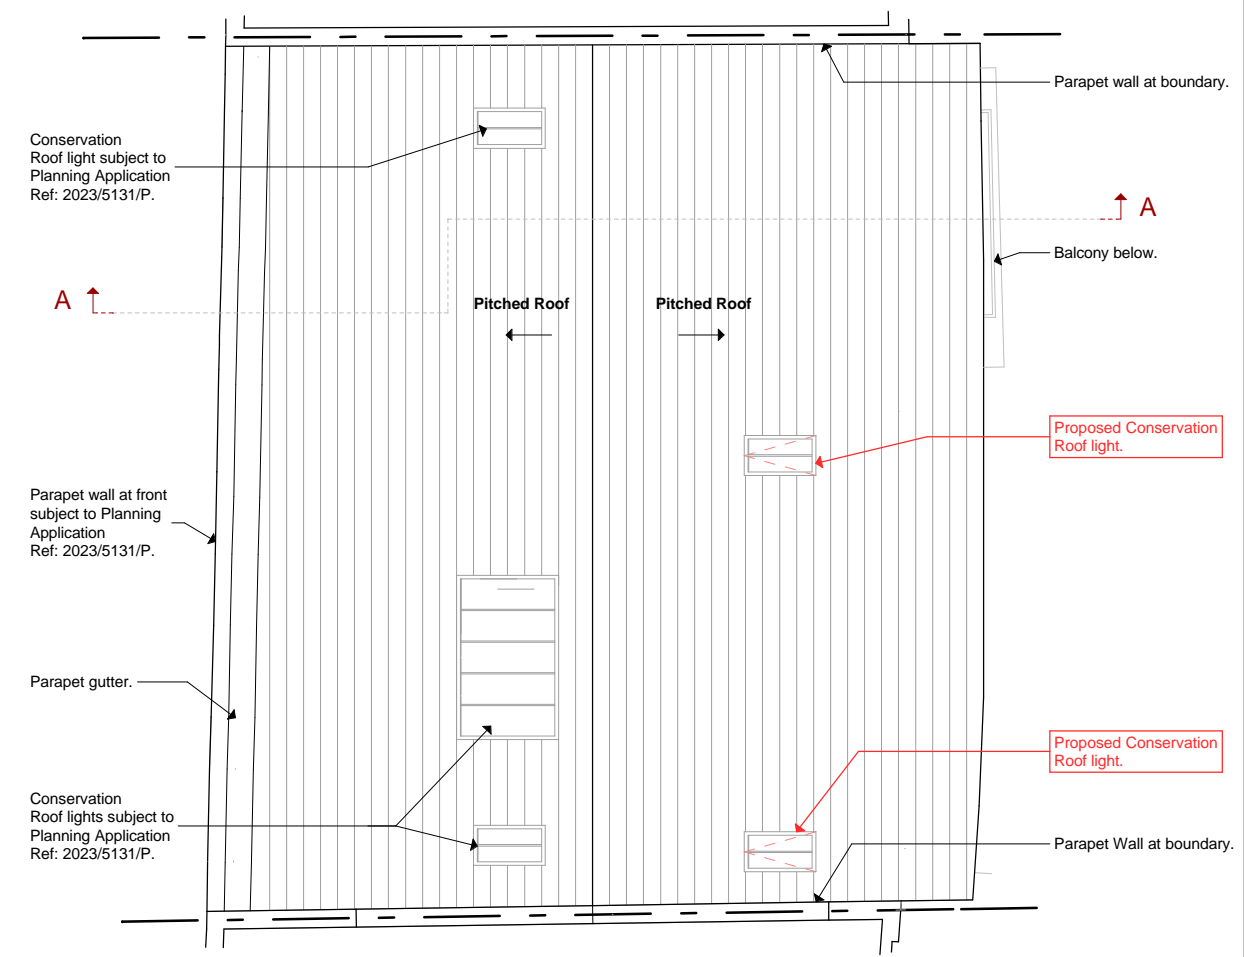 Parapet wall at boundary.
Conservation
Roof light subject to
Planning Application
Ref: 2023/5131/P.
A
Balcony below.
A
Pitched Roof
Pitched Roof
Proposed Conservation
Roof light.
Parapet wall at front
subject to Planning
Application
Ref: 2023/5131/P.
Parapet gutter.
Proposed Conservation
Roof light.
Conservation
Roof lights subject to
Planning Application
Ref: 2023/5131/P.
Parapet Wall at boundary.